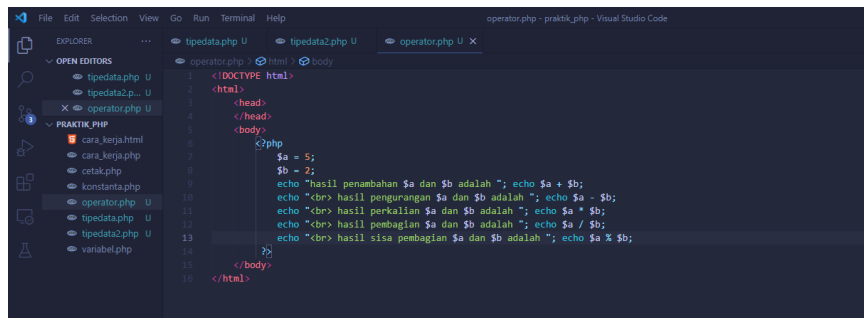 File Edit Selection View Go Run Terminal Help operator.php - praktik_php - Visual Studio Code
EXPLORER ...
OPEN EDITORS
tipedata.php U
tipedata2.p... U
operator.php U
PRAKTIK_PHP
cara_kerja.html
cara_kerja.php
cetak.php
konstanta.php
operator.php U
tipedata.php U
tipedata2.php U
variabel.php
3
tipedata.php U tipedata2.php U operator.php U
operator.php > html > body
1 <!DOCTYPE html>
2 <html>
3 <head>
4 </head>
5 <body>
6 <?php
7 $a = 5;
8 $b = 2;
9 echo "hasil penambahan $a dan $b adalah "; echo $a + $b;
10 echo "<br> hasil pengurangan $a dan $b adalah "; echo $a - $b;
11 echo "<br> hasil perkalian $a dan $b adalah "; echo $a * $b;
12 echo "<br> hasil pembagian $a dan $b adalah "; echo $a / $b;
13 echo "<br> hasil sisa pembagian $a dan $b adalah "; echo $a % $b;
14 ?>
15 </body>
16 </html>